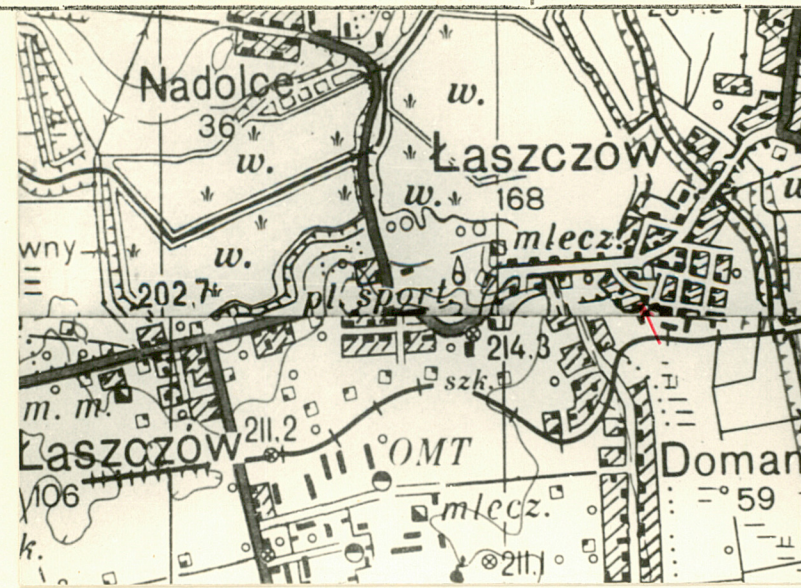 Nadolce
36
w.
w.
Łaszczów
168
w.
mlecz.
w.
wny
202,7
pl. sport.
214.3
szk.
m. m.
Łaszczów
106
211.2
OMT
Doman
59
mlecz.
k.
211.1